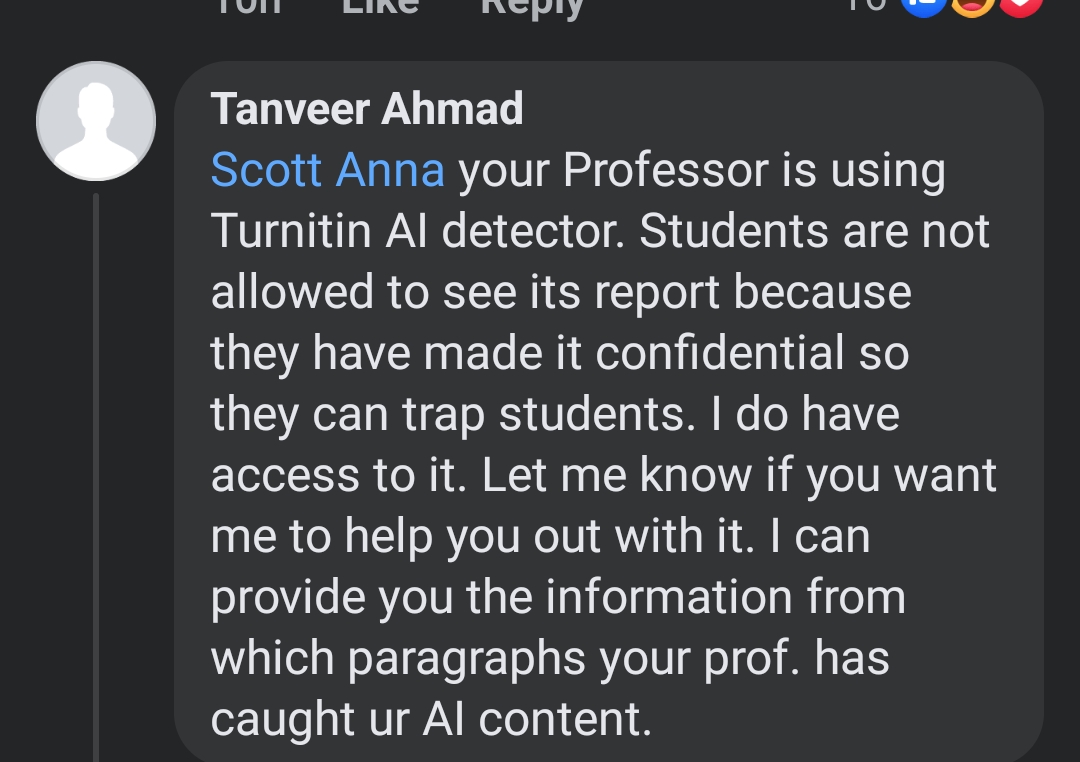 10h Like Reply 16
Tanveer Ahmad
Scott Anna your Professor is using
Turnitin AI detector. Students are not
allowed to see its report because
they have made it confidential so
they can trap students. I do have
access to it. Let me know if you want
me to help you out with it. I can
provide you the information from
which paragraphs your prof. has
caught ur AI content.